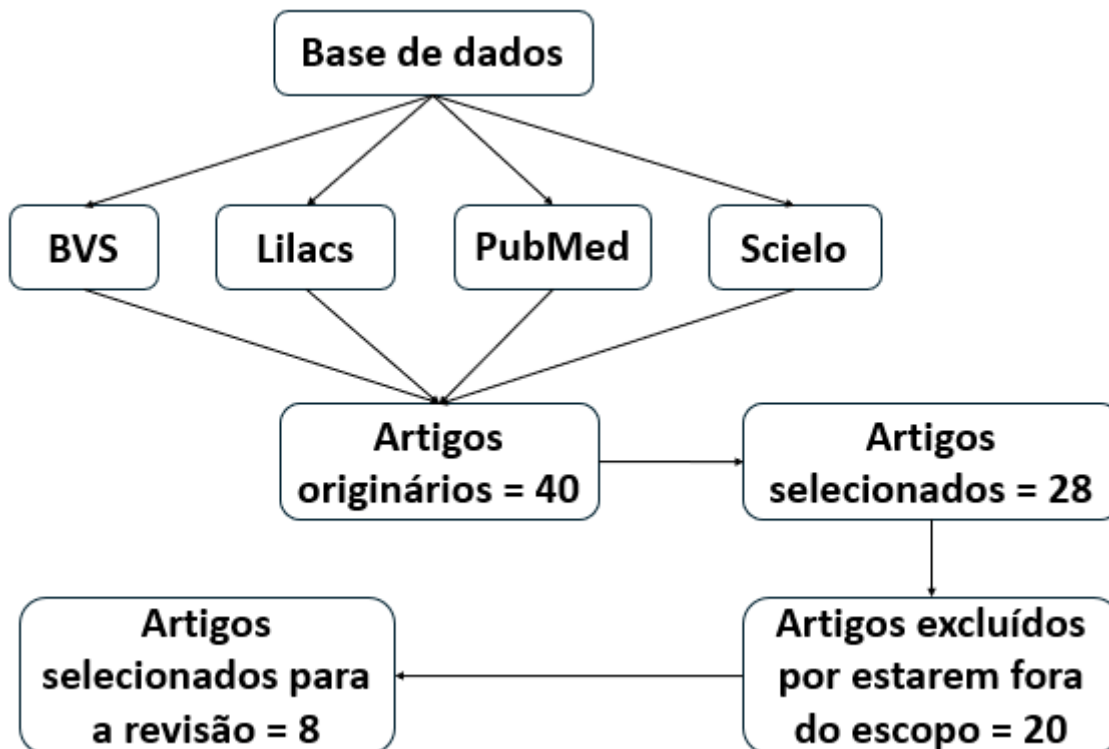 Base de dados
BVS
Lilacs
PubMed
Scielo
Artigos
originários = 40
Artigos
selecionados = 28
Artigos excluídos
por estarem fora
do escopo = 20
Artigos
selecionados para
a revisão = 8